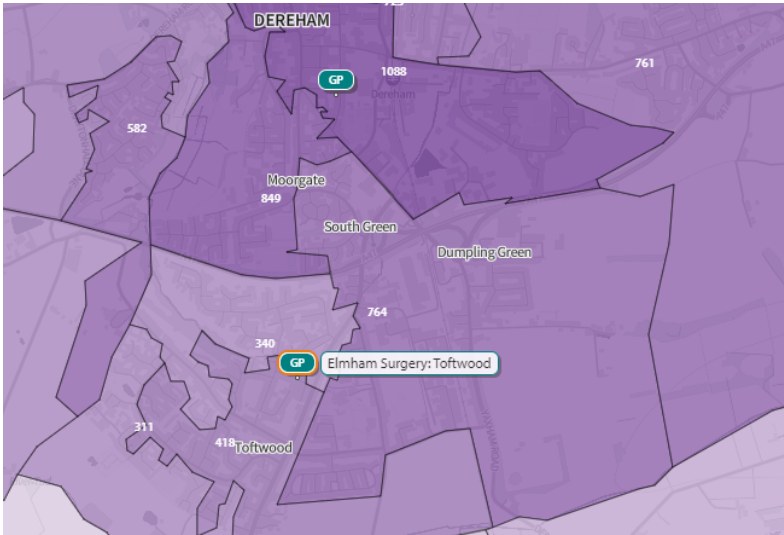 DEREHAM
GP
1088
761
Dereham
582
Moorgate
849
South Green
Dumpling Green
764
340
GP
Elmham Surgery: Toftwood
311
418
Toftwood